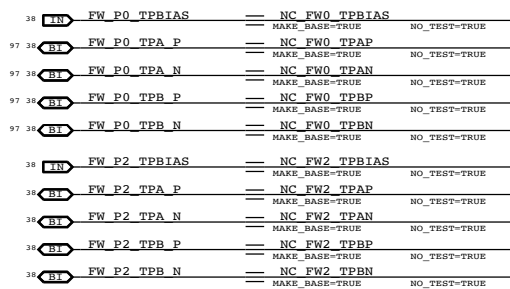 38 IN FW_P0_TPBIAS = NC_FW0_TPBIAS
MAKE_BASE=TRUE NO_TEST=TRUE
97 38 BI FW_P0_TPA_P NC_FW0_TPAP
MAKE_BASE=TRUE NO_TEST=TRUE
97 38 BI FW_P0_TPA_N NC_FW0_TPAN
MAKE_BASE=TRUE NO_TEST=TRUE
97 38 BI FW_P0_TPB_P NC_FW0_TPBP
MAKE_BASE=TRUE NO_TEST=TRUE
97 38 BI FW_P0_TPB_N NC_FW0_TPBN
MAKE_BASE=TRUE NO_TEST=TRUE
38 IN FW_P2_TPBIAS NC_FW2_TPBIAS
MAKE_BASE=TRUE NO_TEST=TRUE
38 BI FW_P2_TPA_P NC_FW2_TPAP
MAKE_BASE=TRUE NO_TEST=TRUE
38 BI FW_P2_TPA_N NC_FW2_TPAN
MAKE_BASE=TRUE NO_TEST=TRUE
38 BI FW_P2_TPB_P NC_FW2_TPBP
MAKE_BASE=TRUE NO_TEST=TRUE
38 BI FW_P2_TPB_N NC_FW2_TPBN
MAKE_BASE=TRUE NO_TEST=TRUE